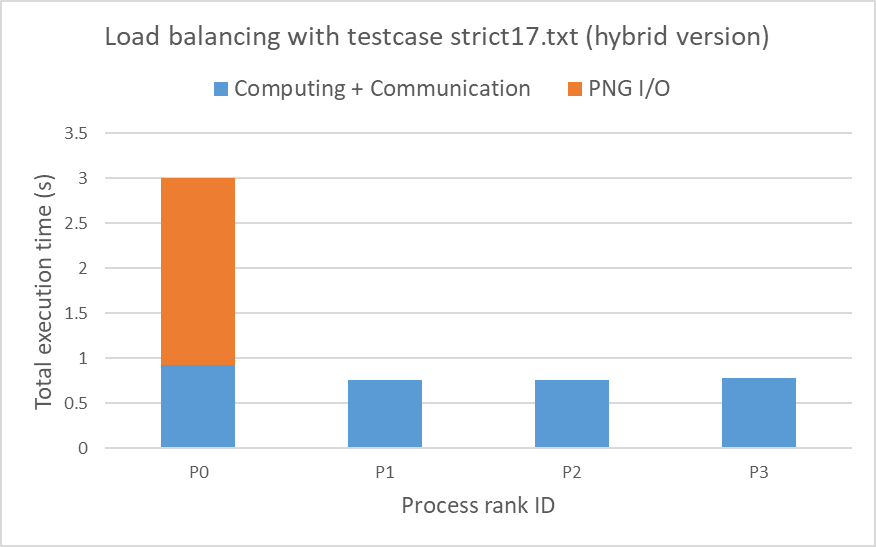 Load balancing with testcase strict17.txt (hybrid version)
Computing + Communication PNG I/O
Total execution time (s)
3.5
3
2.5
2
1.5
1
0.5
0
P0 P1 P2 P3
Process rank ID